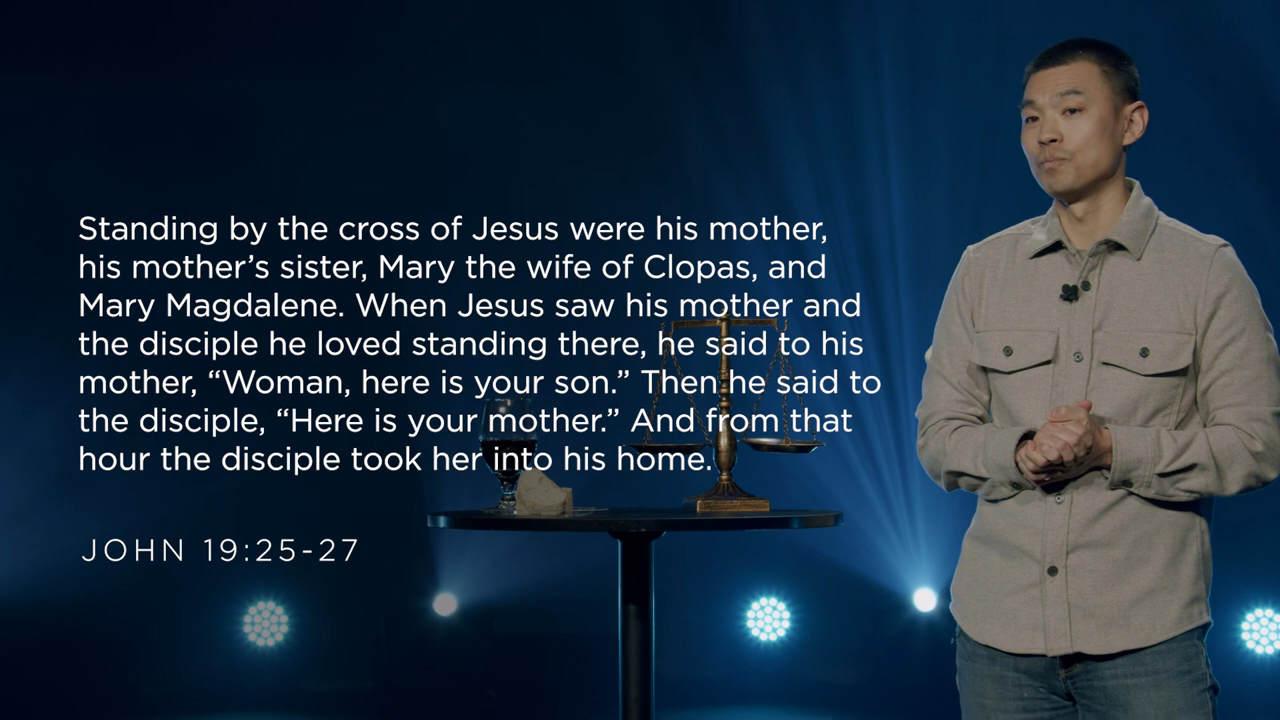 Standing by the cross of Jesus were his mother,
his mother’s sister, Mary the wife of Clopas, and
Mary Magdalene. When Jesus saw his mother and
the disciple he loved standing there, he said to his
mother, “Woman, here is your son.” Then he said to
the disciple, “Here is your mother.” And from that
hour the disciple took her into his home.
JOHN 19:25-27